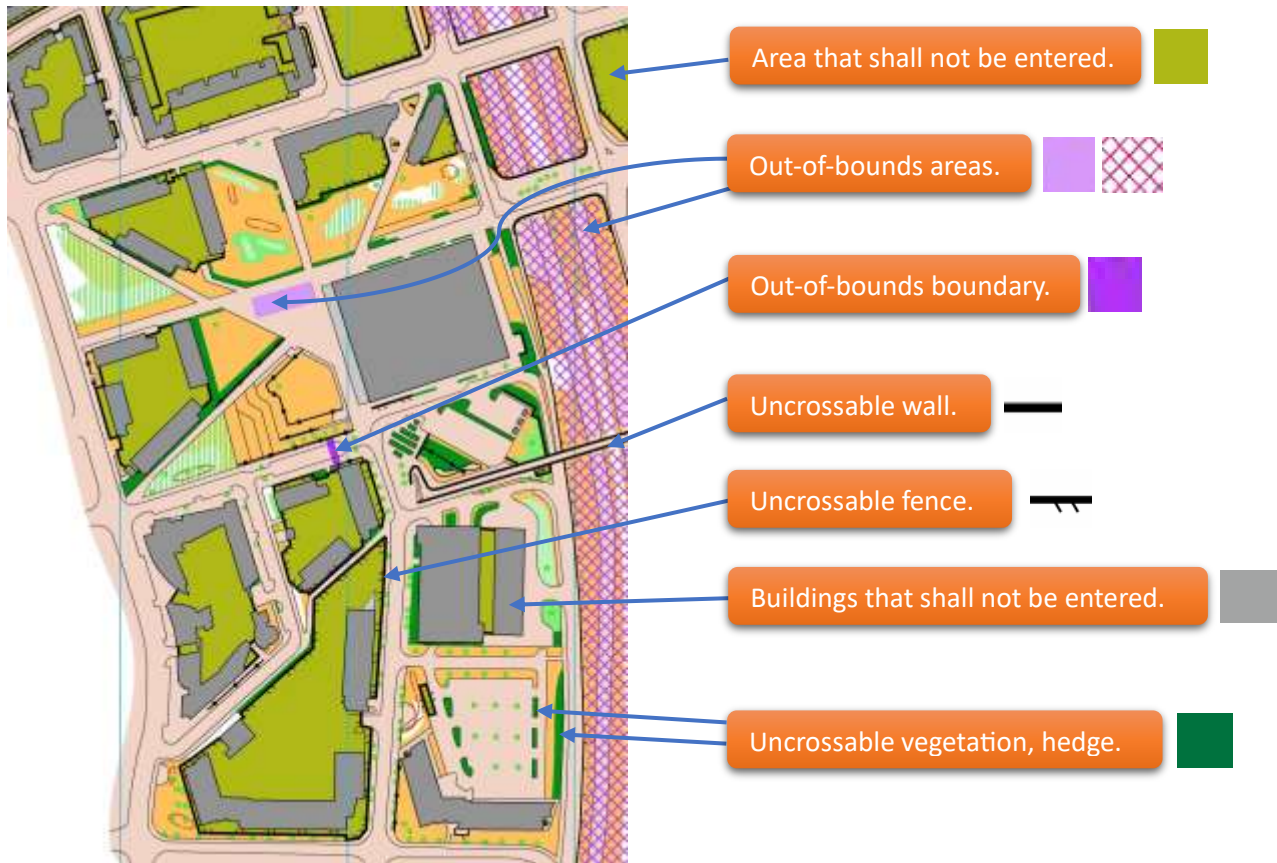 Area that shall not be entered.
Out-of-bounds areas.
Out-of-bounds boundary.
Uncrossable wall.
Uncrossable fence.
Buildings that shall not be entered.
Uncrossable vegetation, hedge.